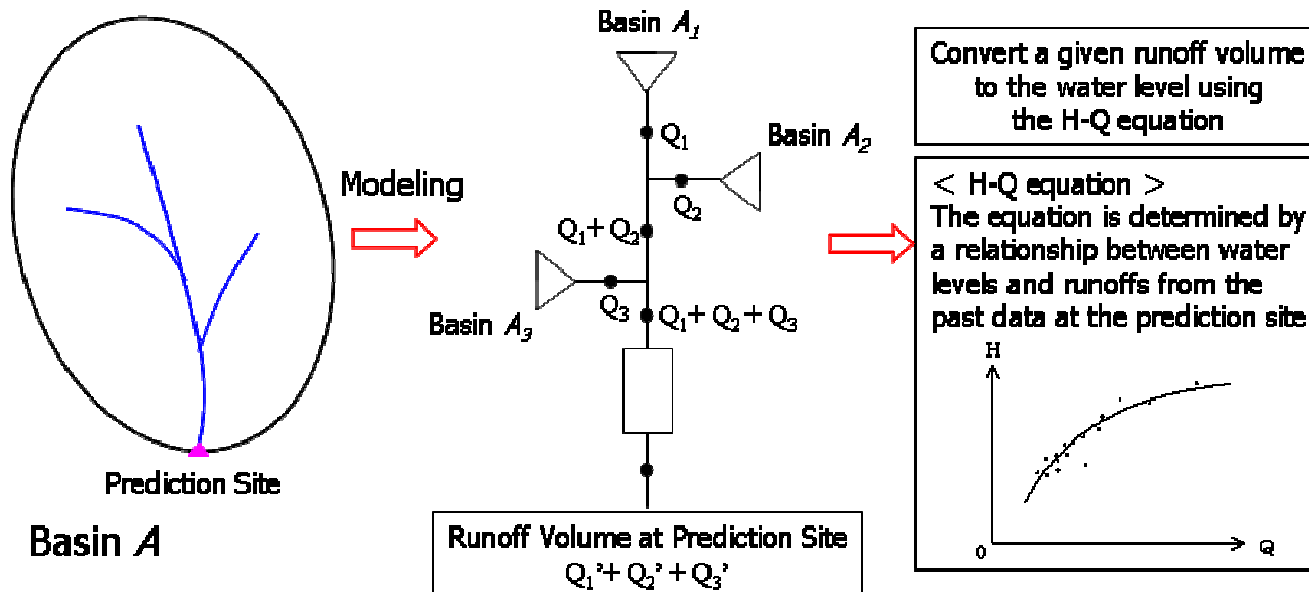 Prediction Site
Basin A
Modeling
Basin A₁
Q₁
Basin A₂
Q₂
Q₁+ Q₂
Q₃
Basin A₃
Q₁+ Q₂ + Q₃
Runoff Volume at Prediction Site
Q₁’+ Q₂’ + Q₃’
Convert a given runoff volume
to the water level using
the H-Q equation
< H-Q equation >
The equation is determined by
a relationship between water
levels and runoffs from the
past data at the prediction site
H
0
Q